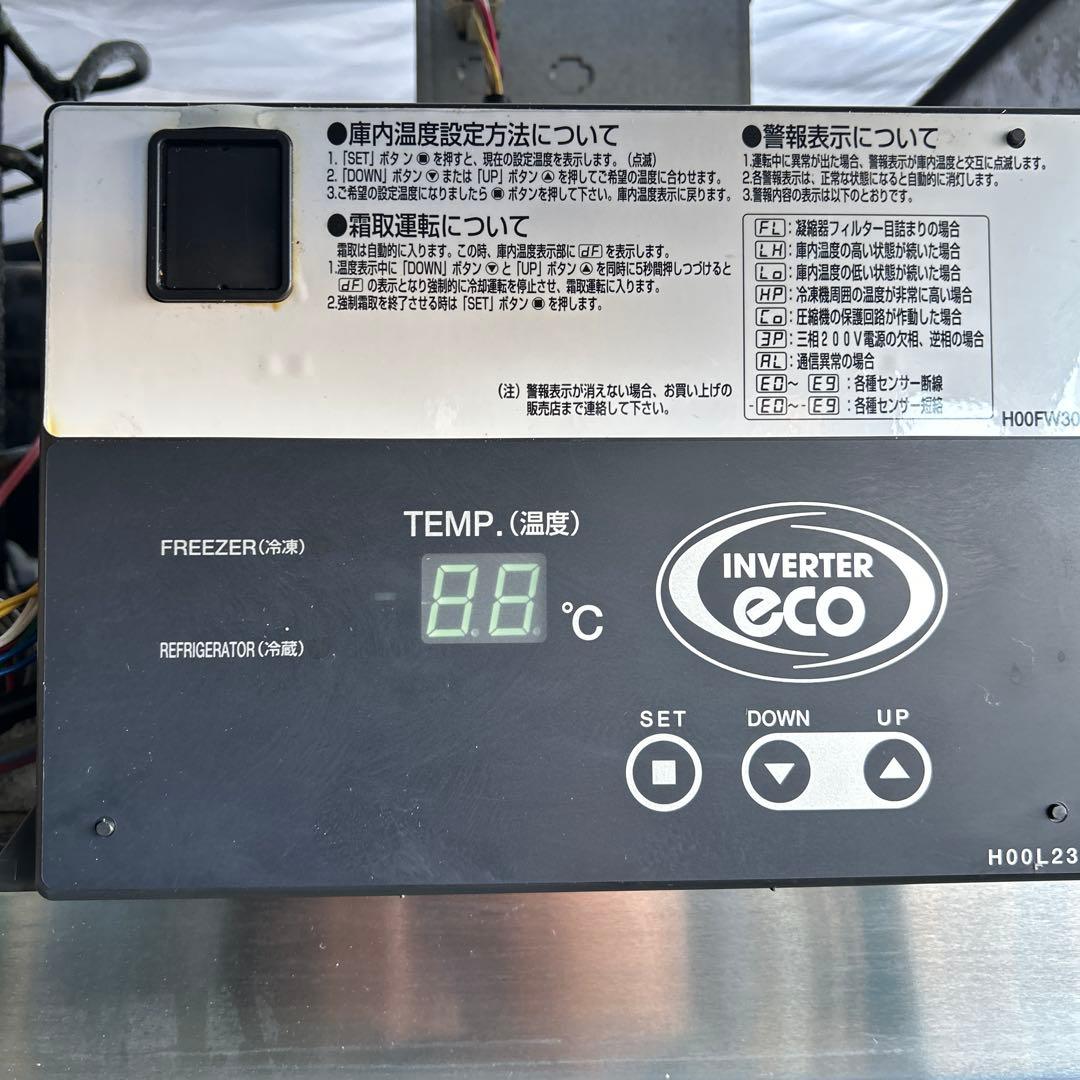 ●庫内温度設定方法について
1.「SET」ボタン■を押すと、現在の設定温度を表示します。(点滅)
2.「DOWN」ボタン▼または「UP」ボタン▲を押してご希望の温度に合わせます。
3.ご希望の設定温度になりましたら■ボタンを押して下さい。庫内温度表示に戻ります。
●霜取運転について
霜取は自動的に入ります。この時、庫内温度表示部にdFを表示します。
1.温度表示中に「DOWN」ボタン▼と「UP」ボタン▲を同時に5秒間押しつづけると
dFの表示となり強制的に冷却運転を停止させ、霜取運転に入ります。
2.強制霜取を終了させる時は「SET」ボタン■を押します。
(注) 警報表示が消えない場合、お買い上げの
販売店まで連絡して下さい。
●警報表示について
1.運転中に異常が出た場合、警報表示が庫内温度と交互に点滅します。
2.各警報表示は、正常な状態になると自動的に消灯します。
3.警報内容の表示は以下のとおりです。
FL:凝縮器フィルター目詰まりの場合
LH:庫内温度の高い状態が続いた場合
Lo:庫内温度の低い状態が続いた場合
HP:冷凍機周囲の温度が非常に高い場合
Co:圧縮機の保護回路が作動した場合
3P:三相200V電源の欠相、逆相の場合
AL:通信異常の場合
E0~E9:各種センサー断線
-E0~-E9:各種センサー短絡
H00FW30
TEMP.(温度)
FREEZER(冷凍)
88 ℃
REFRIGERATOR(冷蔵)
INVERTER
eco
SET DOWN UP
H00L23